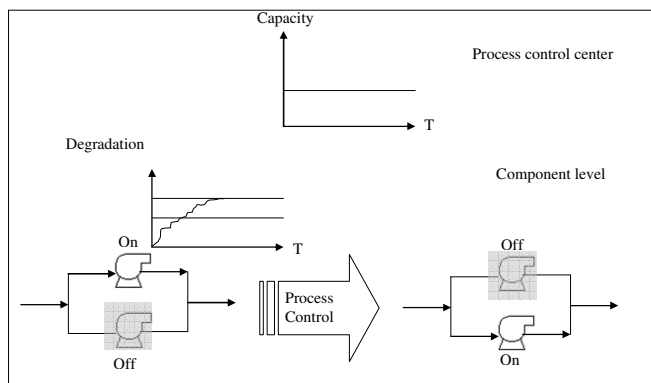 Capacity
Process control center
T
Degradation
Component level
T
On
Off
Process
Control
Off
On